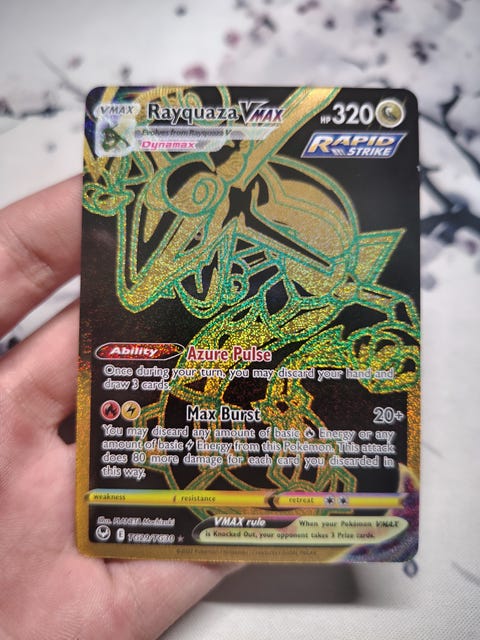 VMAX Rayquaza VMAX HP 320
Evolves from Rayquaza V
Dynamax
RAPID
STRIKE
Ability Azure Pulse
Once during your turn, you may discard your hand and
draw 3 cards.
Max Burst 20+
You may discard any amount of basic Energy or any
amount of basic Energy from this Pokémon. This attack
does 80 more damage for each card you discarded in
this way.
weakness resistance retreat
Illus. PLANETA Mochizuki
VMAX rule When your Pokémon VMAX
is Knocked Out, your opponent takes 3 Prize cards.
E TG29/TG30